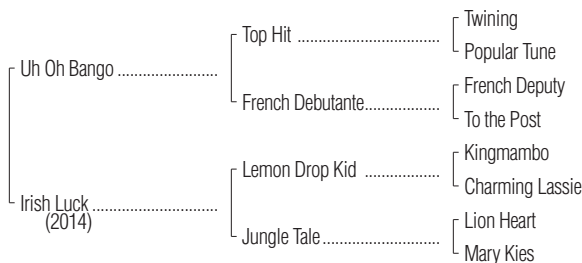 Twining
Top Hit
Popular Tune
Uh Oh Bango
French Deputy
French Debutante
To the Post
Kingmambo
Lemon Drop Kid
Charming Lassie
Irish Luck
(2014)
Lion Heart
Jungle Tale
Mary Kies